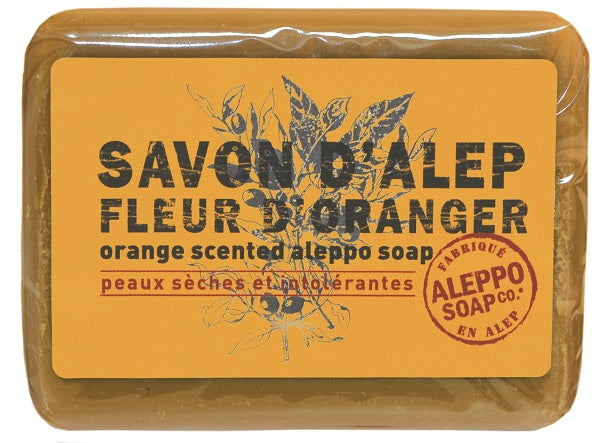 SAVON D'ALEP
FLEUR D'ORANGER
orange scented aleppo soap
peaux sèches et intolérantes
FABRIQUÉ
ALEPPO
SOAP CO.
EN ALEP